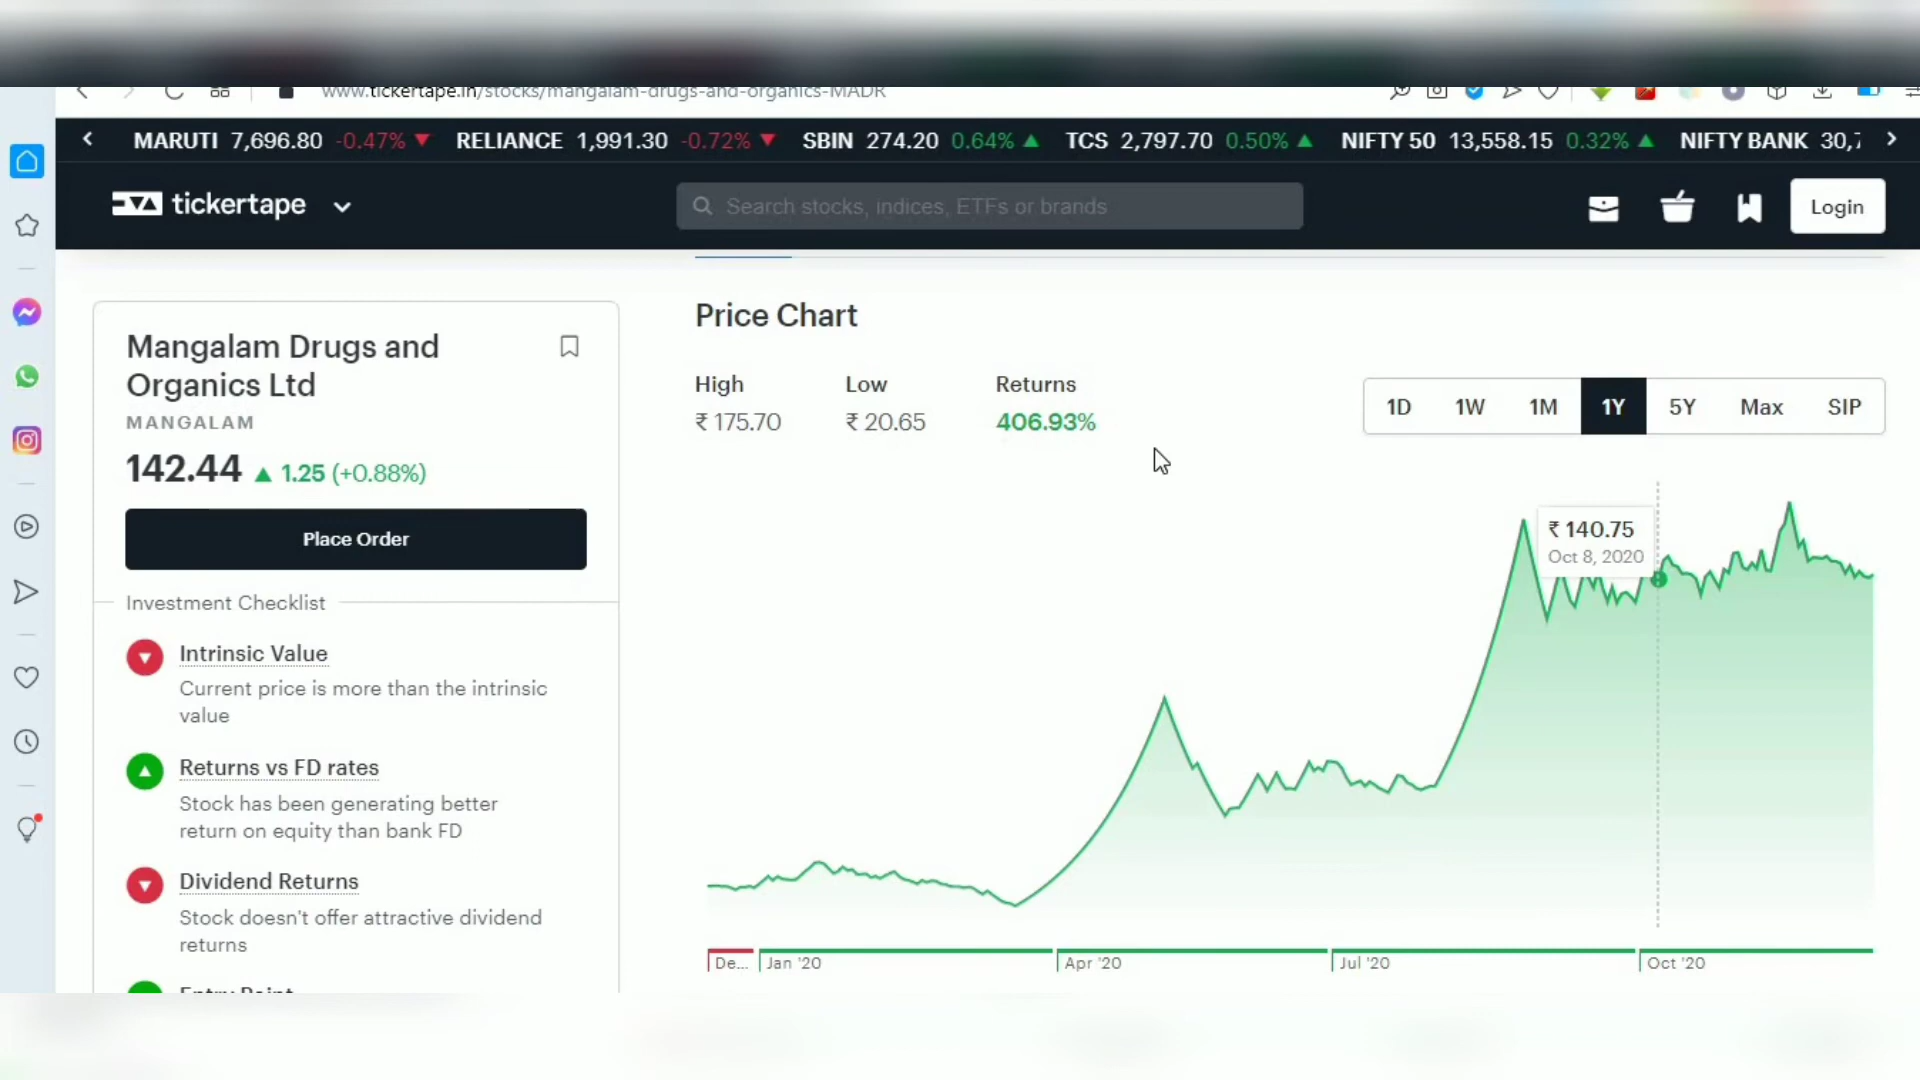 www.tickertape.in/stocks/mangalam-drugs-and-organics-MADR
MARUTI 7,696.80 -0.47% ▼ RELIANCE 1,991.30 -0.72% ▼ SBIN 274.20 0.64% ▲ TCS 2,797.70 0.50% ▲ NIFTY 50 13,558.15 0.32% ▲ NIFTY BANK 30,7
tickertape
Search stocks, indices, ETFs or brands
Login
Mangalam Drugs and
Organics Ltd
MANGALAM
142.44 ▲ 1.25 (+0.88%)
Place Order
Investment Checklist
Intrinsic Value
Current price is more than the intrinsic
value
Returns vs FD rates
Stock has been generating better
return on equity than bank FD
Dividend Returns
Stock doesn't offer attractive dividend
returns
Entry Point
Price Chart
High Low Returns
₹ 175.70 ₹ 20.65 406.93%
1D 1W 1M 1Y 5Y Max SIP
₹ 140.75
Oct 8, 2020
De... Jan '20 Apr '20 Jul '20 Oct '20